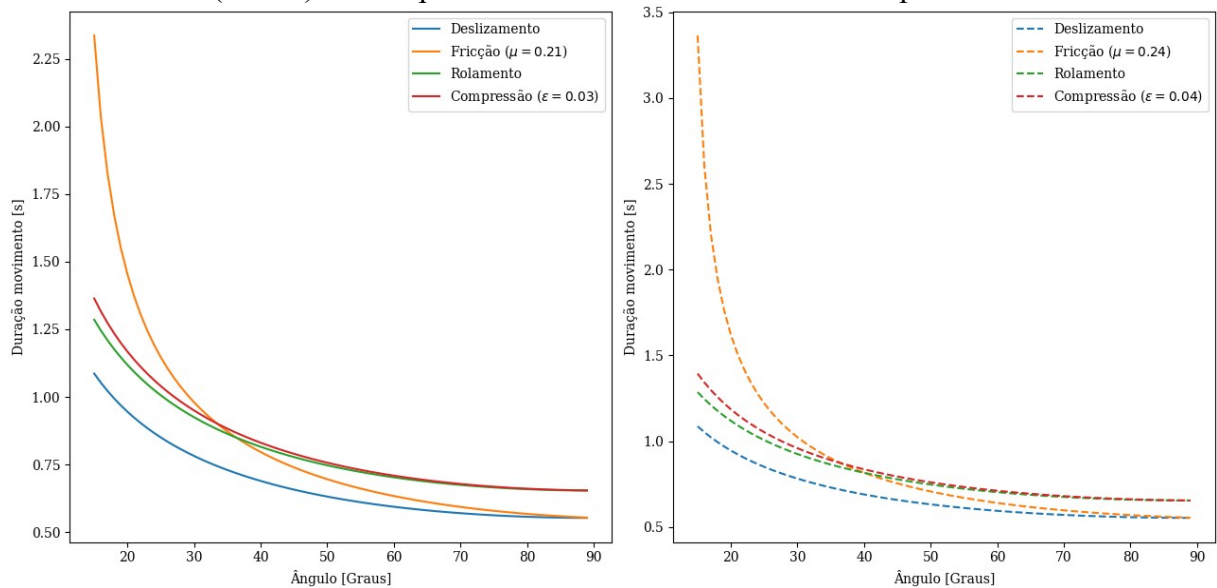 Deslizamento
Fricção (μ = 0.21)
Rolamento
Compressão (ε = 0.03)
2.25
2.00
1.75
1.50
1.25
1.00
0.75
0.50
Duração movimento [s]
20 30 40 50 60 70 80 90
Ângulo [Graus]
Deslizamento
Fricção (μ = 0.24)
Rolamento
Compressão (ε = 0.04)
3.5
3.0
2.5
2.0
1.5
1.0
0.5
Duração movimento [s]
20 30 40 50 60 70 80 90
Ângulo [Graus]